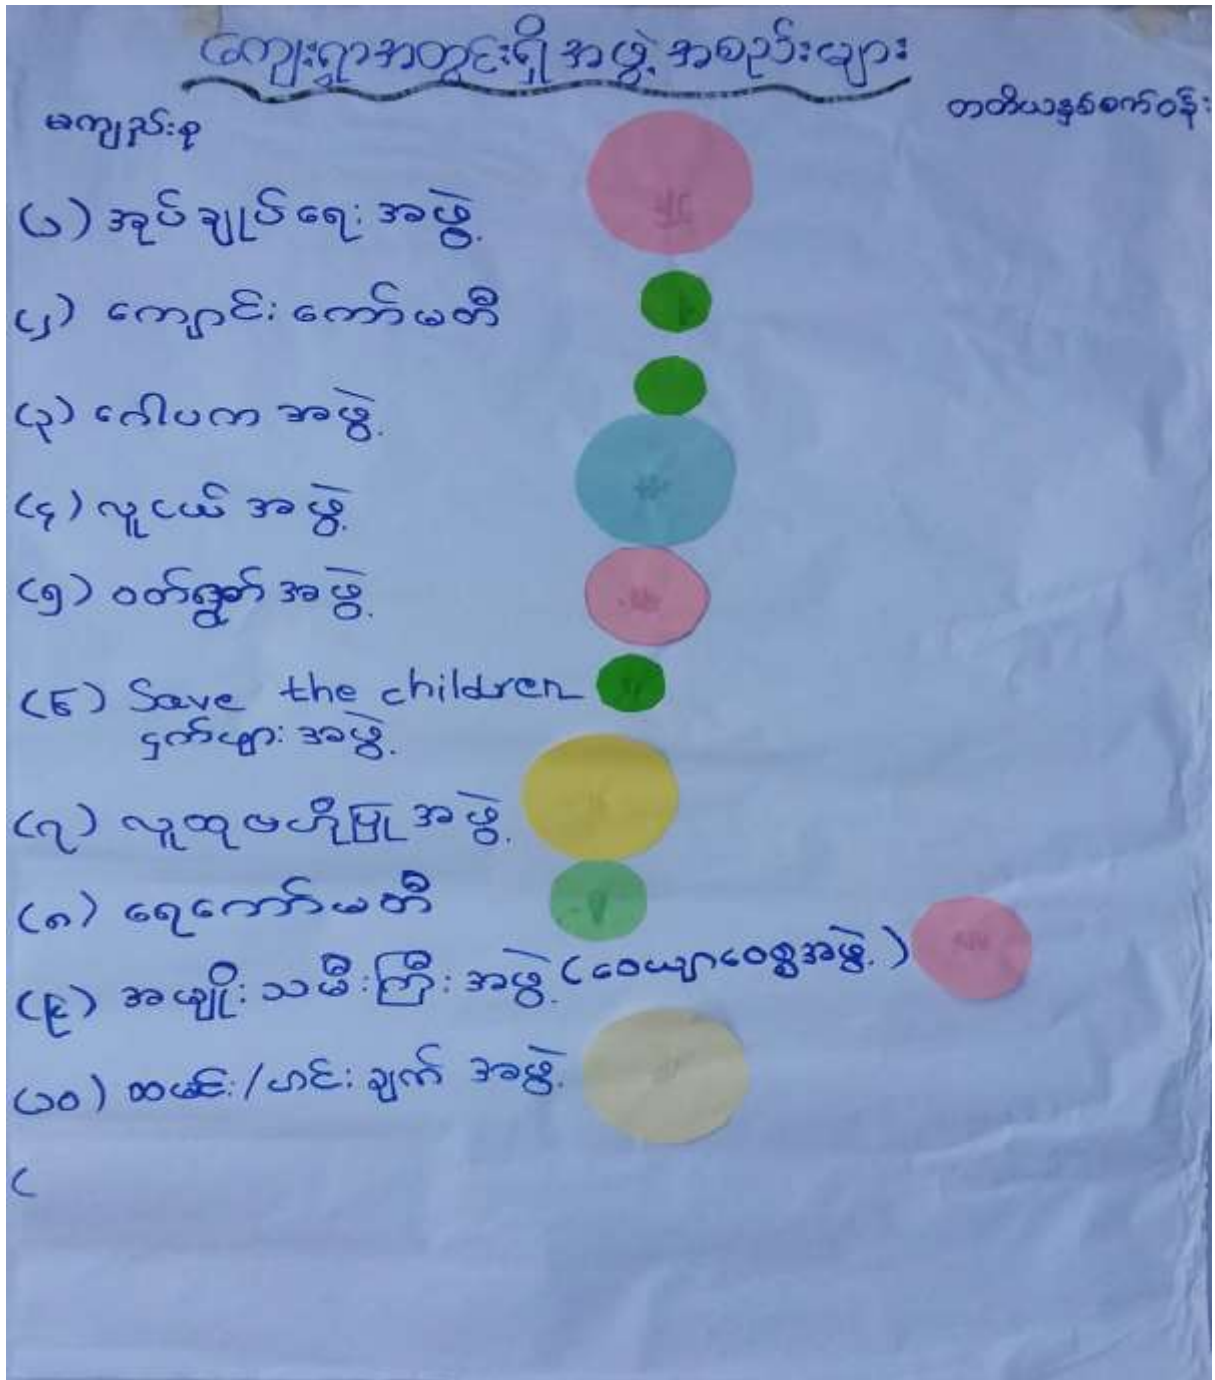 ကျေးရွာအတွင်းရှိ အဖွဲ့အစည်းများ
မကျည်းစု
တတိယနှစ်စက်ဝန်း
(၁) အုပ်ချုပ်ရေး အဖွဲ့
(၂) ကျောင်းကော်မတီ
(၃) ဂေါပက အဖွဲ့
(၄) လူငယ် အဖွဲ့
(၅) ဝတ်ရွတ် အဖွဲ့
(၆) Save the children
ငှက်ဖျား အဖွဲ့
(၇) လူထုဗဟိုပြု အဖွဲ့
(၈) ရေကော်မတီ
(၉) အမျိုးသမီးကြီး အဖွဲ့ (ဝေယျာဝစ္စအဖွဲ့)
(၁၀) ထမင်း/ဟင်းချက် အဖွဲ့
(